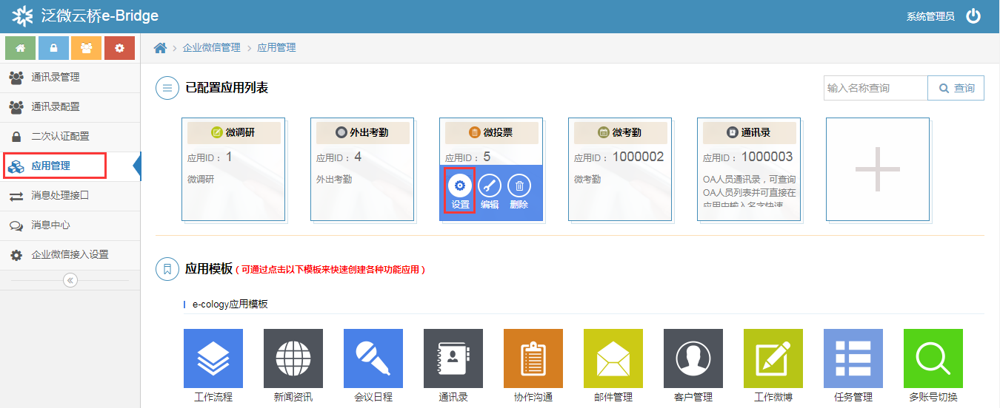 泛微云桥e-Bridge
系统管理员
企业微信管理 > 应用管理
通讯录管理
通讯录配置
二次认证配置
应用管理
消息处理接口
消息中心
企业微信接入设置
已配置应用列表
输入名称查询
查询
微调研
应用ID： 1
微调研
外出考勤
应用ID： 4
外出考勤
微投票
应用ID： 5
设置
编辑
删除
微考勤
应用ID： 1000002
微考勤
通讯录
应用ID： 1000003
OA人员通讯录，可查询
OA人员列表并可直接在
应用中输入名字快速
应用模板（可通过点击以下模板来快速创建各种功能应用）
e-cology应用模板
工作流程
新闻资讯
会议日程
通讯录
协作沟通
邮件管理
客户管理
工作微博
任务管理
多账号切换